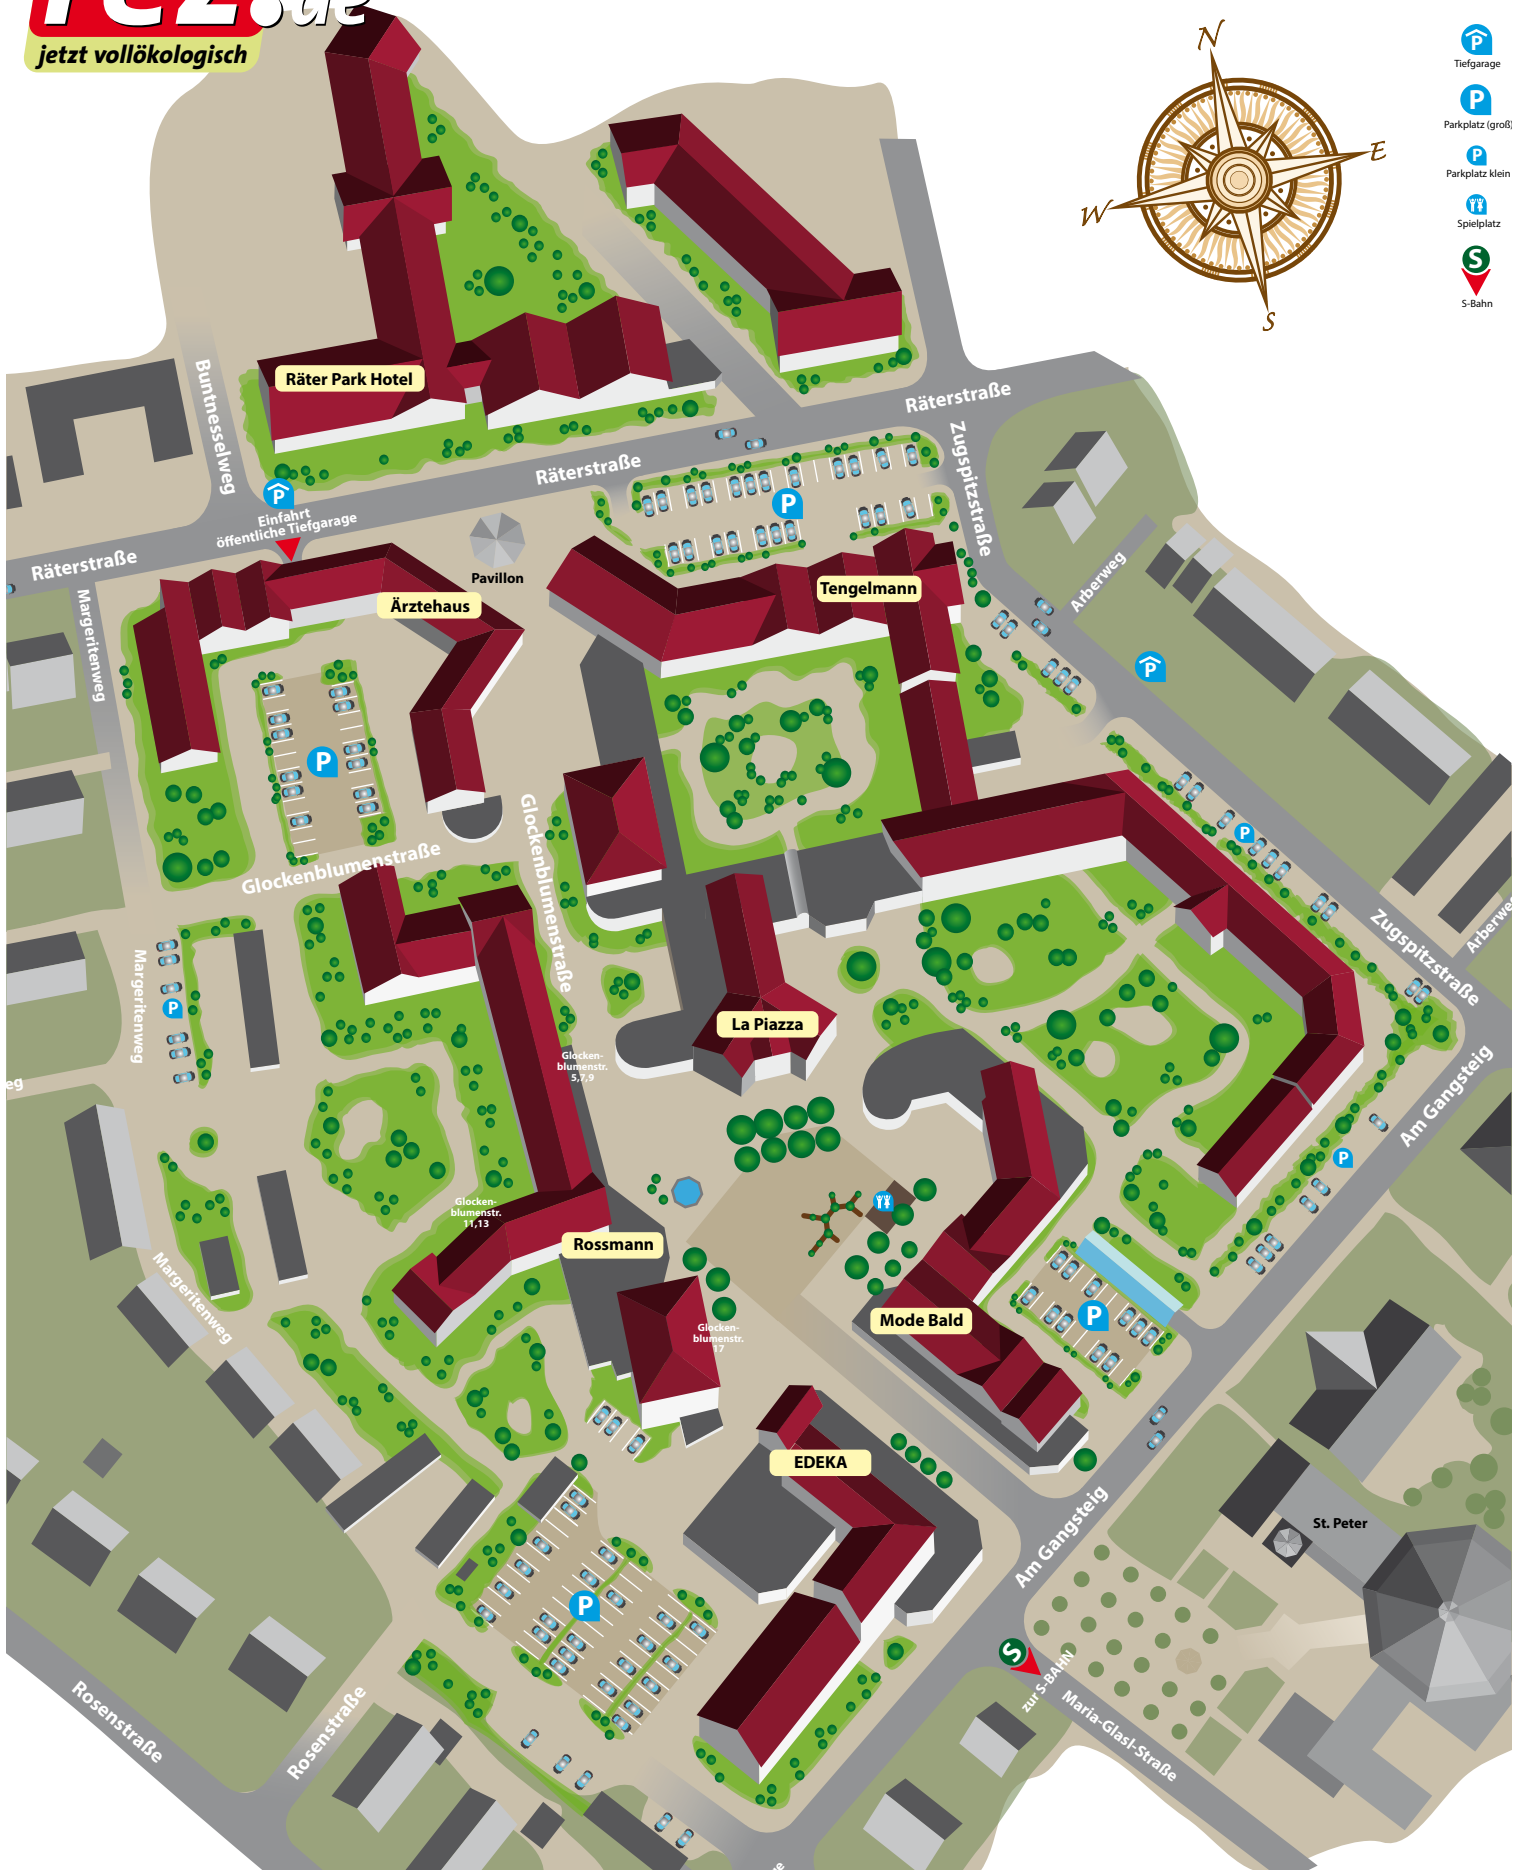 rez.de
jetzt vollökologisch
N
E
W
S
P
Tiefgarage
P
Parkplatz (groß)
P
Parkplatz klein
Spielplatz
S
S-Bahn
Räter Park Hotel
Buntnesselweg
Räterstraße
Räterstraße
Zugspitzstraße
P
Einfahrt
öffentliche Tiefgarage
P
Räterstraße
Pavillon
Ärztehaus
Tengelmann
Arberweg
Margeritenweg
P
P
Glockenblumenstraße
Glockenblumenstraße
P
Zugspitzstraße
Arberweg
Margeritenweg
P
La Piazza
Glocken-
blumenstr.
5,7,9
eg
Am Gangsteig
P
Glocken-
blumenstr.
11,13
Rossmann
Margeritenweg
Mode Bald
P
Glocken-
blumenstr.
17
EDEKA
St. Peter
Am Gangsteig
P
S
zur S-BAHN
Maria-Glasl-Straße
Rosenstraße
Rosenstraße